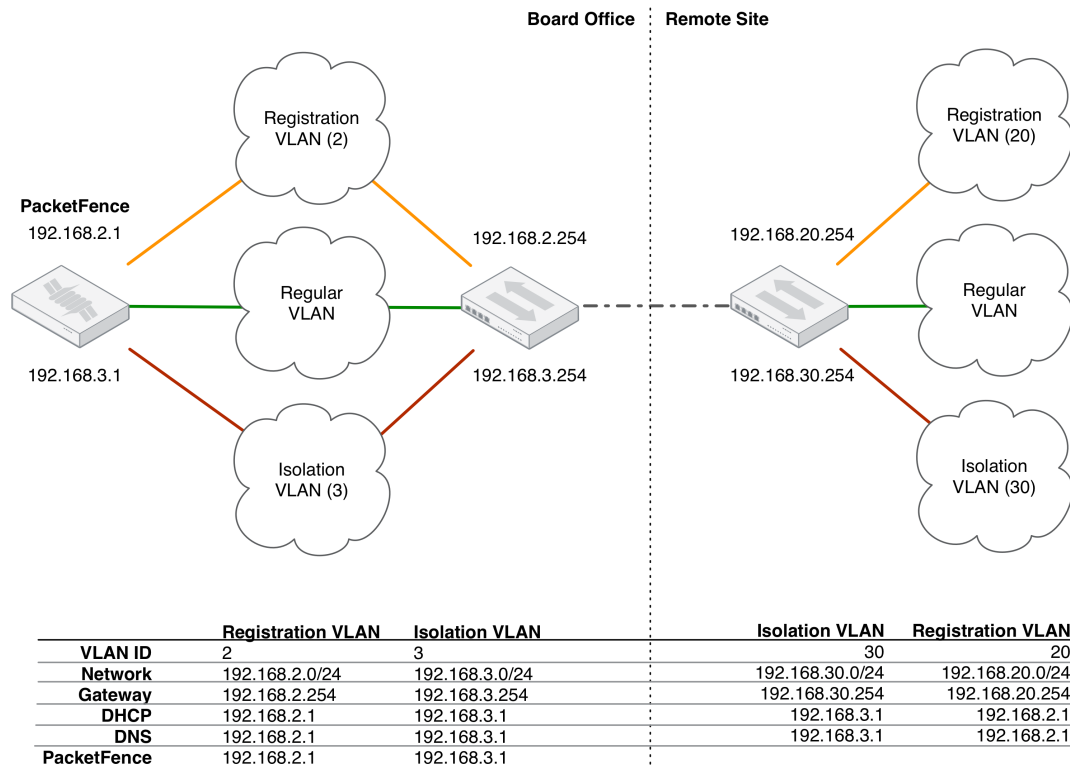 Board Office
Remote Site
Registration
VLAN (2)
Registration
VLAN (20)
PacketFence
192.168.2.1
192.168.2.254
192.168.20.254
Regular
VLAN
Regular
VLAN
192.168.3.1
192.168.3.254
192.168.30.254
Isolation
VLAN (3)
Isolation
VLAN (30)
Registration VLAN Isolation VLAN Isolation VLAN Registration VLAN
VLAN ID 2 3 30 20
Network 192.168.2.0/24 192.168.3.0/24 192.168.30.0/24 192.168.20.0/24
Gateway 192.168.2.254 192.168.3.254 192.168.30.254 192.168.20.254
DHCP 192.168.2.1 192.168.3.1 192.168.3.1 192.168.2.1
DNS 192.168.2.1 192.168.3.1 192.168.3.1 192.168.2.1
PacketFence 192.168.2.1 192.168.3.1